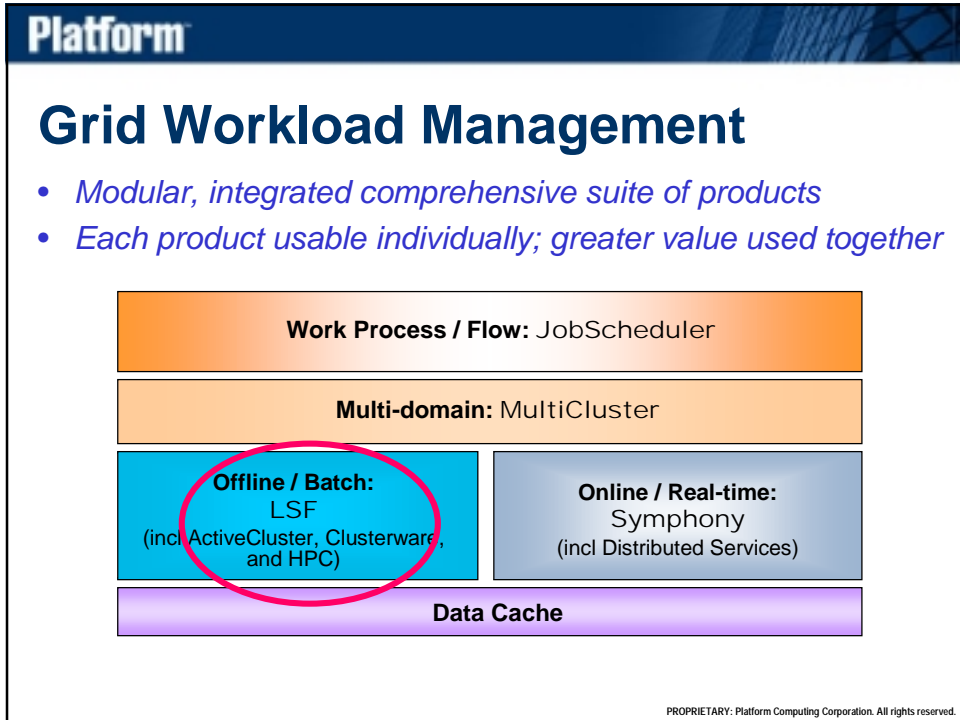 Platform
Grid Workload Management
• Modular, integrated comprehensive suite of products
• Each product usable individually; greater value used together
Work Process / Flow: JobScheduler
Multi-domain: MultiCluster
Offline / Batch:
LSF
(incl ActiveCluster, Clusterware,
and HPC)
Online / Real-time:
Symphony
(incl Distributed Services)
Data Cache
PROPRIETARY: Platform Computing Corporation. All rights reserved.